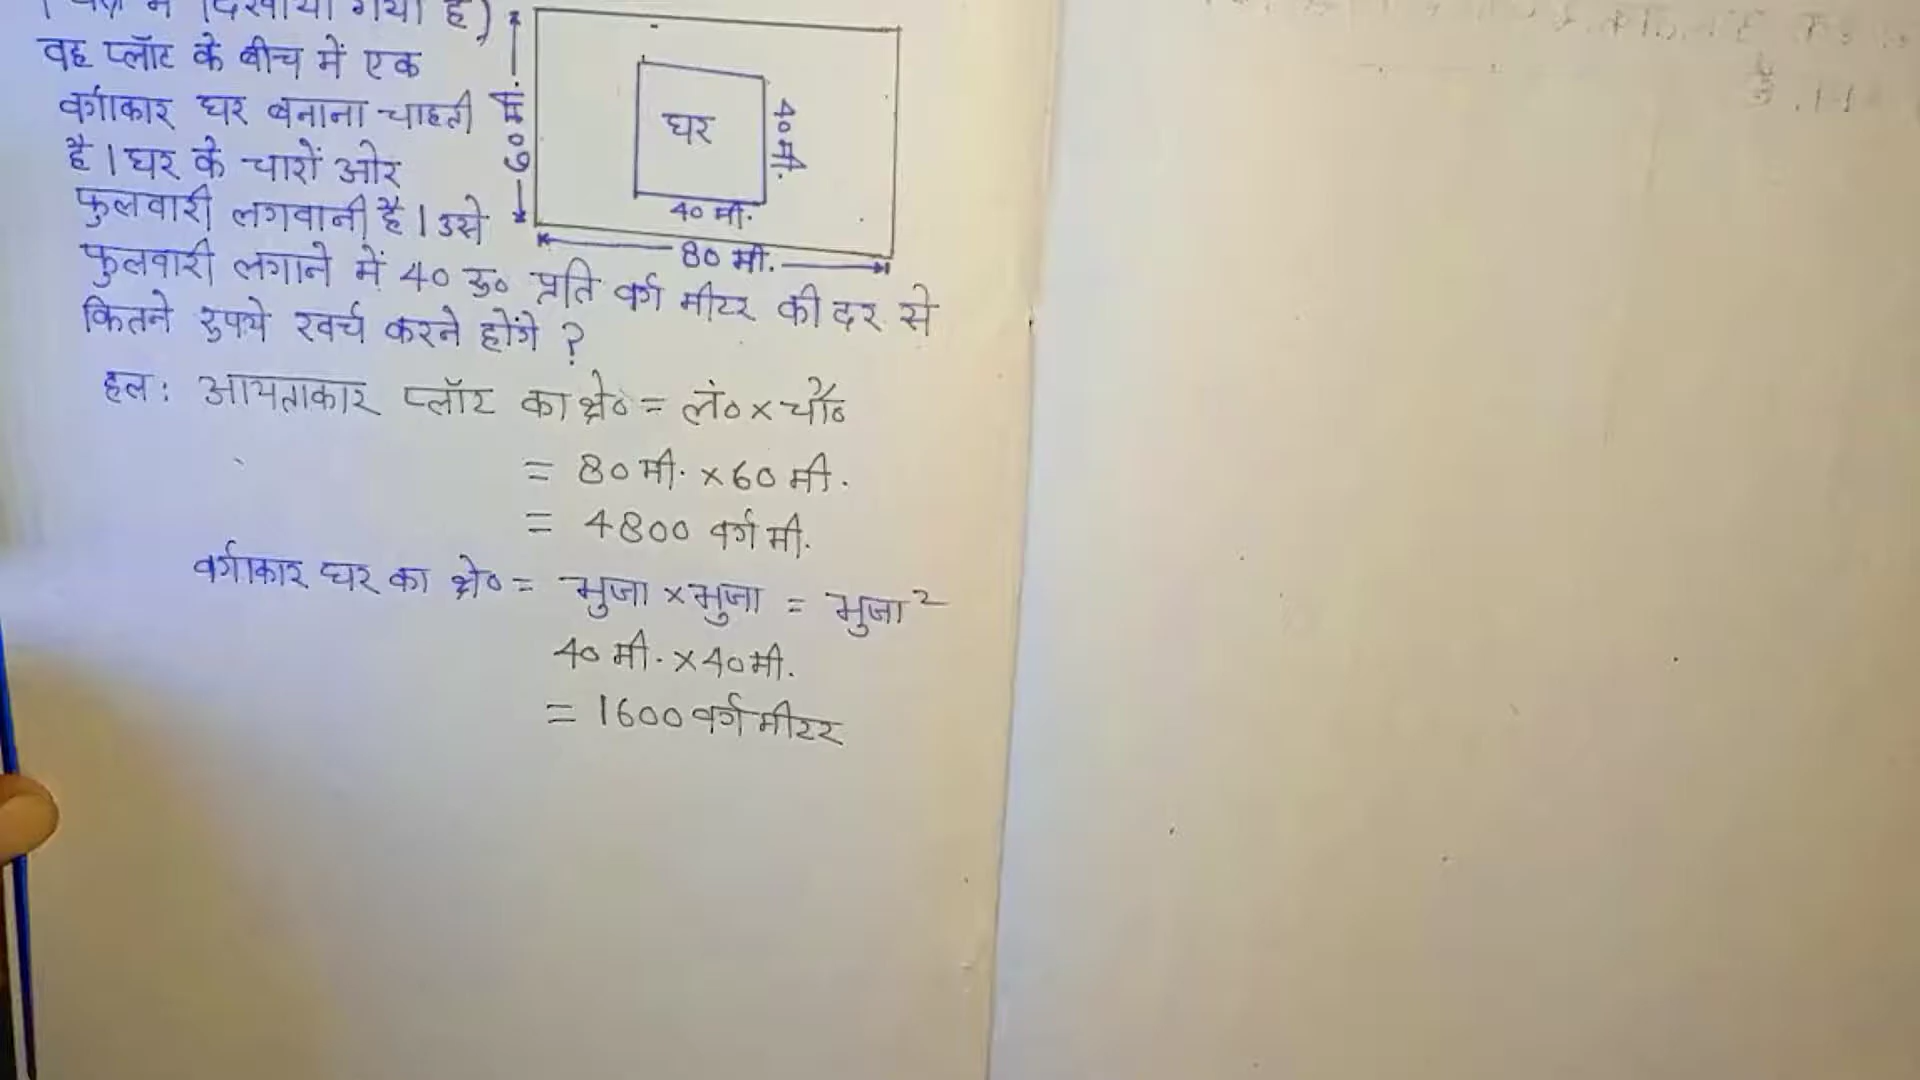 में दिखाया गया है)
वह प्लॉट के बीच में एक
वर्गाकार घर बनाना चाहती
है। घर के चारों ओर
फुलवारी लगवानी है। उसे
फुलवारी लगाने में 40 रु० प्रति वर्ग मीटर की दर से
कितने रुपये खर्च करने होंगे ?
60 मी.
घर
40 मी.
40 मी.
80 मी.
हल: आयताकार प्लॉट का क्षे० = लं० × चौ०
= 80 मी. × 60 मी.
= 4800 वर्ग मी.
वर्गाकार घर का क्षे० = भुजा × भुजा = भुजा²
40 मी. × 40 मी.
= 1600 वर्ग मीटर